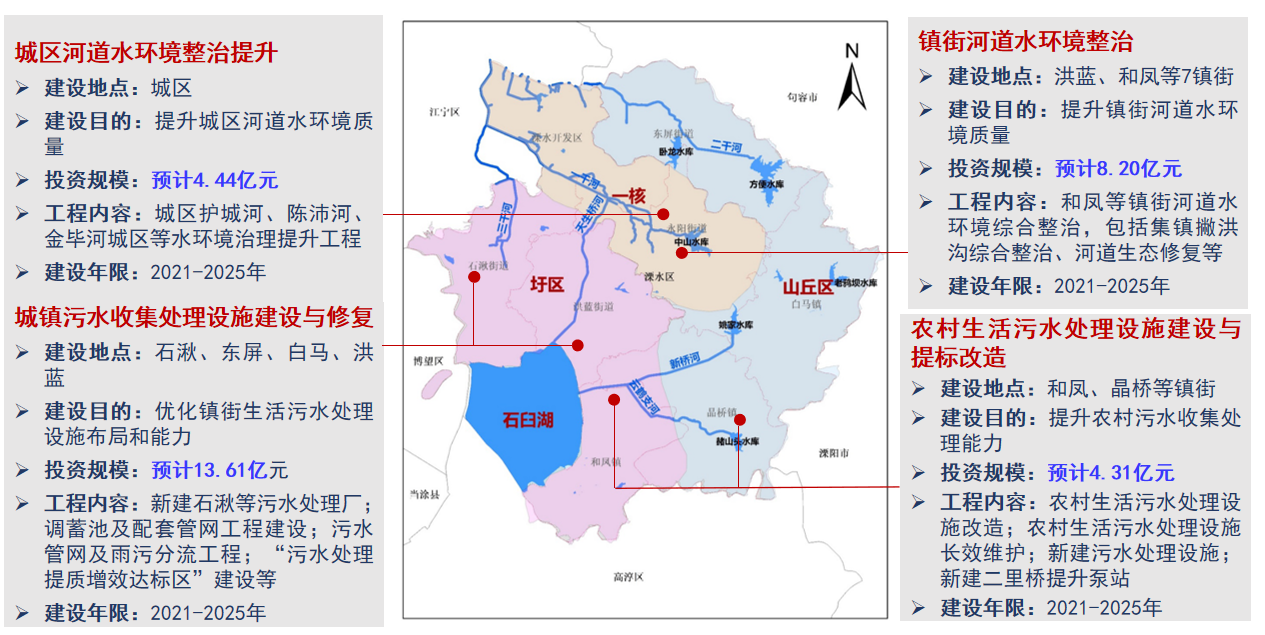 城区河道水环境整治提升
➢ 建设地点：城区
➢ 建设目的：提升城区河道水环境质
量
➢ 投资规模：预计4.44亿元
➢ 工程内容：城区护城河、陈沛河、
金毕河城区等水环境治理提升工程
➢ 建设年限：2021-2025年
城镇污水收集处理设施建设与修复
➢ 建设地点：石湫、东屏、白马、洪
蓝
➢ 建设目的：优化镇街生活污水处理
设施布局和能力
➢ 投资规模：预计13.61亿元
➢ 工程内容：新建石湫等污水处理厂；
调蓄池及配套管网工程建设；污水
管网及雨污分流工程；“污水处理
提质增效达标区”建设等
➢ 建设年限：2021-2025年
N
江宁区
句容市
溧水开发区
东屏街道
卧龙水库
二干河
方便水库
一干河
一核
天生桥河
三干河
永阳街道
中山水库
石湫街道
溧水区
圩区
山丘区
老鸦坝水库
白马镇
洪蓝街道
姚家水库
博望区
新桥河
云鹤支河
石臼湖
晶桥镇
赭山头水库
和凤镇
溧阳市
当涂县
高淳区
镇街河道水环境整治
➢ 建设地点：洪蓝、和凤等7镇街
➢ 建设目的：提升镇街河道水环
境质量
➢ 投资规模：预计8.20亿元
➢ 工程内容：和凤等镇街河道水
环境综合整治，包括集镇撇洪
沟综合整治、河道生态修复等
➢ 建设年限：2021-2025年
农村生活污水处理设施建设与
提标改造
➢ 建设地点：和凤、晶桥等镇街
➢ 建设目的：提升农村污水收集处
理能力
➢ 投资规模：预计4.31亿元
➢ 工程内容：农村生活污水处理设
施改造；农村生活污水处理设施
长效维护；新建污水处理设施；
新建二里桥提升泵站
➢ 建设年限：2021-2025年